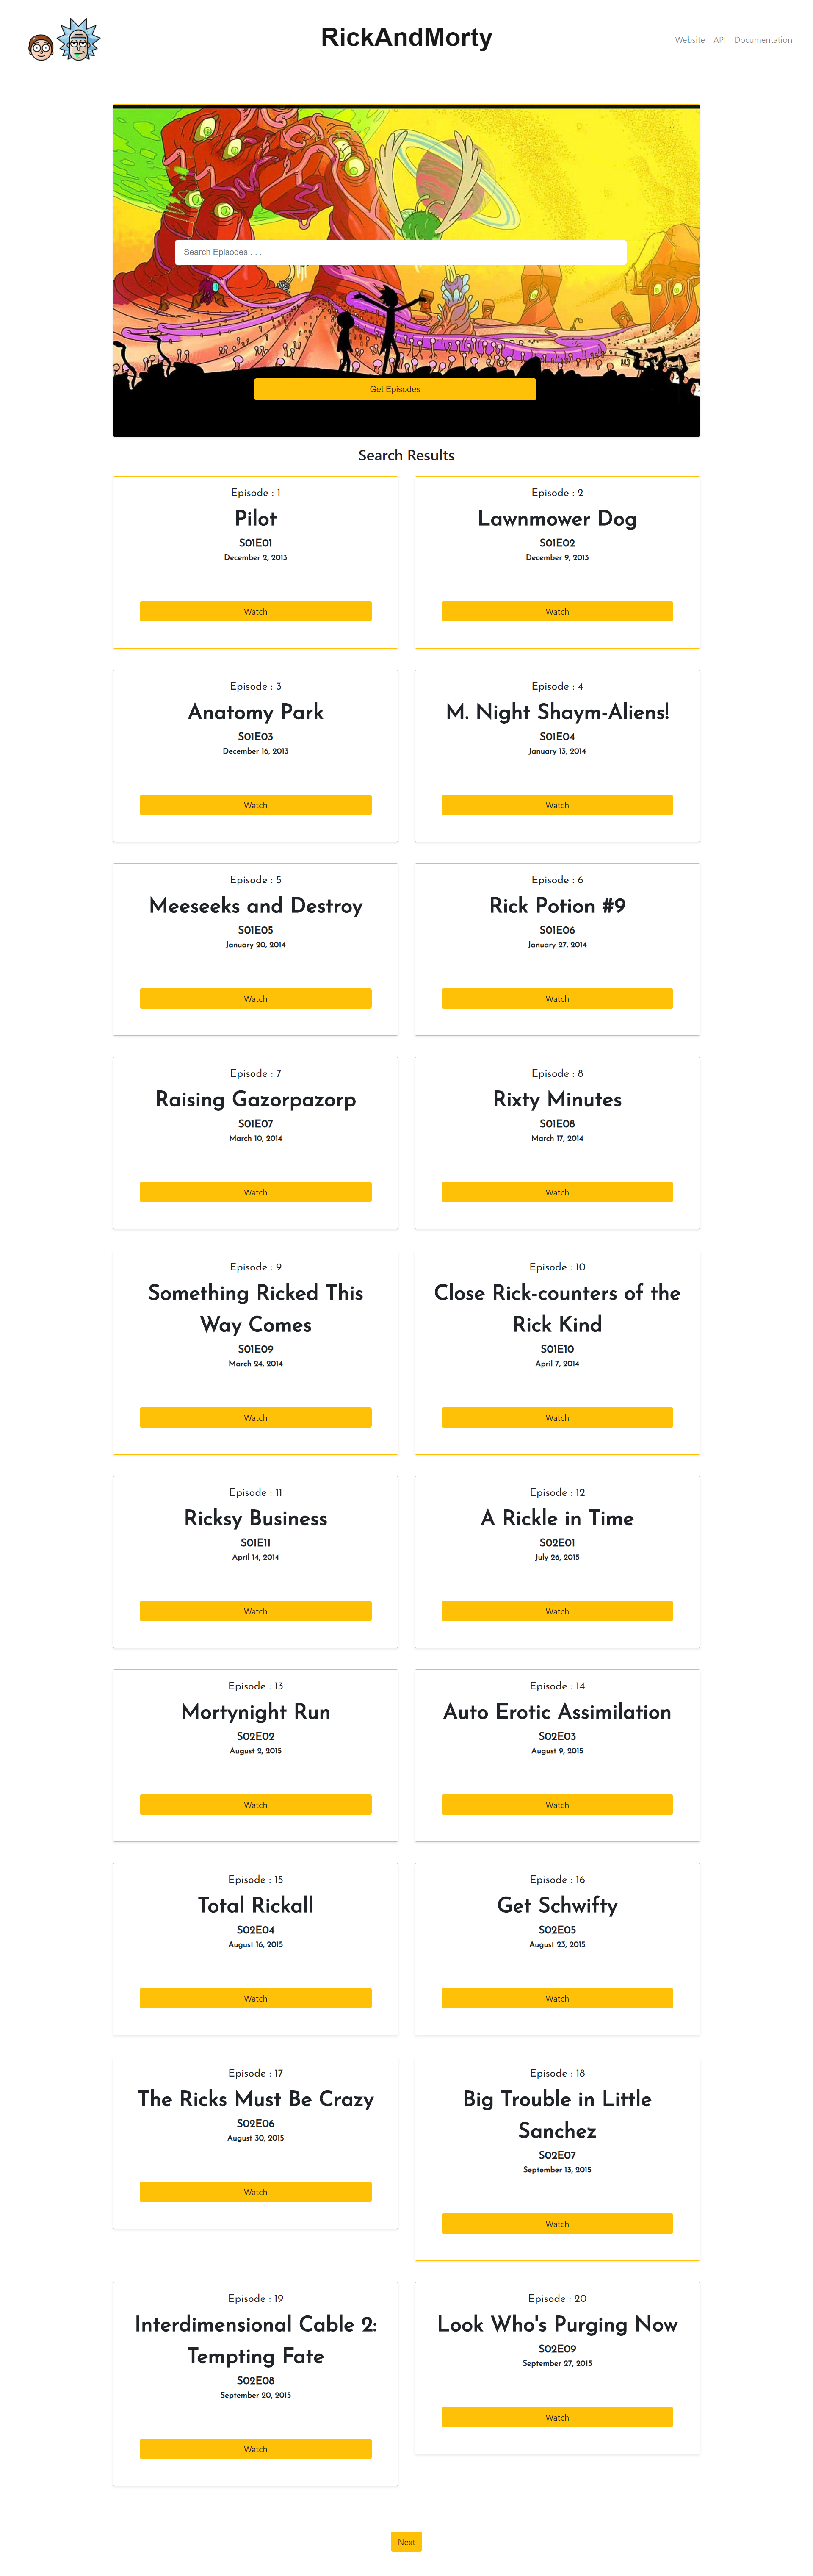 RickAndMorty
Website API Documentation
Search Episodes . . .
Get Episodes
Search Results
Episode : 1
Pilot
S01E01
December 2, 2013
Watch
Episode : 2
Lawnmower Dog
S01E02
December 9, 2013
Watch
Episode : 3
Anatomy Park
S01E03
December 16, 2013
Watch
Episode : 4
M. Night Shaym-Aliens!
S01E04
January 13, 2014
Watch
Episode : 5
Meeseeks and Destroy
S01E05
January 20, 2014
Watch
Episode : 6
Rick Potion #9
S01E06
January 27, 2014
Watch
Episode : 7
Raising Gazorpazorp
S01E07
March 10, 2014
Watch
Episode : 8
Rixty Minutes
S01E08
March 17, 2014
Watch
Episode : 9
Something Ricked This
Way Comes
S01E09
March 24, 2014
Watch
Episode : 10
Close Rick-counters of the
Rick Kind
S01E10
April 7, 2014
Watch
Episode : 11
Ricksy Business
S01E11
April 14, 2014
Watch
Episode : 12
A Rickle in Time
S02E01
July 26, 2015
Watch
Episode : 13
Mortynight Run
S02E02
August 2, 2015
Watch
Episode : 14
Auto Erotic Assimilation
S02E03
August 9, 2015
Watch
Episode : 15
Total Rickall
S02E04
August 16, 2015
Watch
Episode : 16
Get Schwifty
S02E05
August 23, 2015
Watch
Episode : 17
The Ricks Must Be Crazy
S02E06
August 30, 2015
Watch
Episode : 18
Big Trouble in Little
Sanchez
S02E07
September 13, 2015
Watch
Episode : 19
Interdimensional Cable 2:
Tempting Fate
S02E08
September 20, 2015
Watch
Episode : 20
Look Who's Purging Now
S02E09
September 27, 2015
Watch
Next